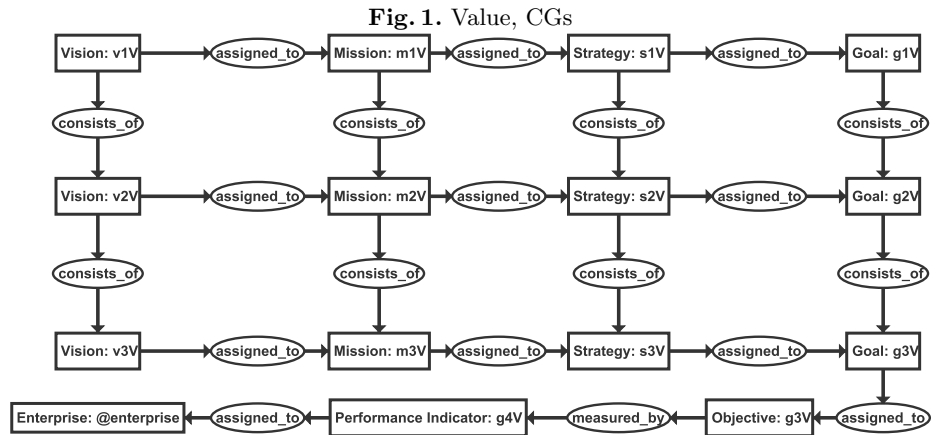 Fig. 1. Value, CGs
Vision: v1V assigned_to Mission: m1V assigned_to Strategy: s1V assigned_to Goal: g1V
consists_of consists_of consists_of consists_of
Vision: v2V assigned_to Mission: m2V assigned_to Strategy: s2V assigned_to Goal: g2V
consists_of consists_of consists_of consists_of
Vision: v3V assigned_to Mission: m3V assigned_to Strategy: s3V assigned_to Goal: g3V
Enterprise: @enterprise assigned_to Performance Indicator: g4V measured_by Objective: g3V assigned_to